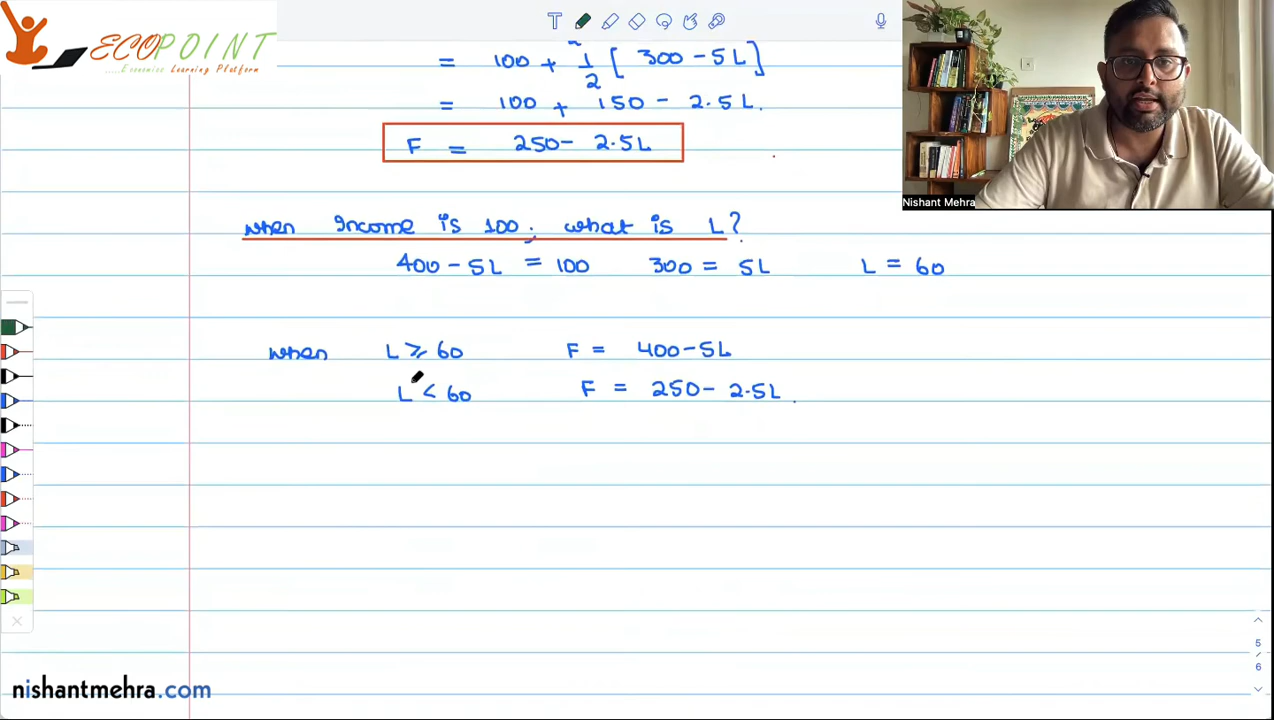 ECOPOINT
.....Economics Learning Platform
= 100 + 1/2 [ 300 - 5L ]
= 100 + 150 - 2.5L.
F = 250 - 2.5L
when Income is 100; what is L?
400 - 5L = 100 300 = 5L L = 60
when L ≥ 60 F = 400 - 5L
L < 60 F = 250 - 2.5L.
Nishant Mehra
5
/
6
nishantmehra.com